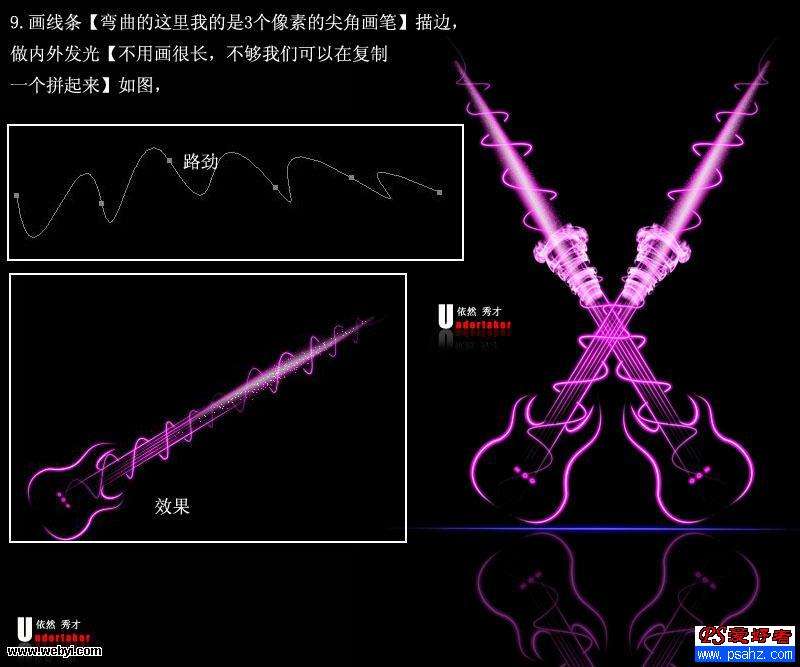 9.画线条【弯曲的这里我的是3个像素的尖角画笔】描边，
做内外发光【不用画很长，不够我们可以在复制
一个拼起来】如图，
路劲
效果
依然 秀才
Undertaker
依然 秀才
Undertaker
www.webyi.com
PS爱好者
www.psahz.com